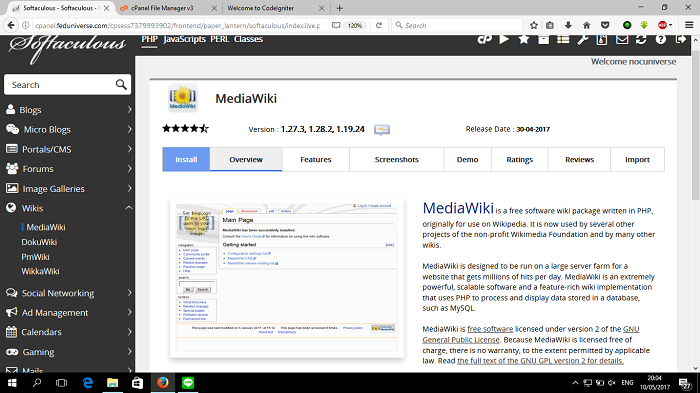 Softaculous - Softaculous -
cPanel File Manager v3
Welcome to CodeIgniter
cpanel.feduniverse.com/cpsess7379993902/frontend/paper_lantern/softaculous/index.live.p
120%
Search
Softaculous
PHP JavaScripts PERL Classes
Welcome nocuniverse
Search
Blogs
Micro Blogs
Portals/CMS
Forums
Image Galleries
Wikis
MediaWiki
DokuWiki
PmWiki
WikkaWiki
Social Networking
Ad Management
Calendars
Gaming
Mails
MediaWiki
Version : 1.27.3, 1.28.2, 1.19.24
Release Date : 30-04-2017
Install
Overview
Features
Screenshots
Demo
Ratings
Reviews
Import
Main Page
MediaWiki has been successfully installed.
Getting started
MediaWiki is a free software wiki package written in PHP,
originally for use on Wikipedia. It is now used by several other
projects of the non-profit Wikimedia Foundation and by many other
wikis.
MediaWiki is designed to be run on a large server farm for a
website that gets millions of hits per day. MediaWiki is an extremely
powerful, scalable software and a feature-rich wiki implementation
that uses PHP to process and display data stored in a database,
such as MySQL.
MediaWiki is free software licensed under version 2 of the GNU
General Public License. Because MediaWiki is licensed free of
charge, there is no warranty, to the extent permitted by applicable
law. Read the full text of the GNU GPL version 2 for details.
ENG
20:04
10/05/2017